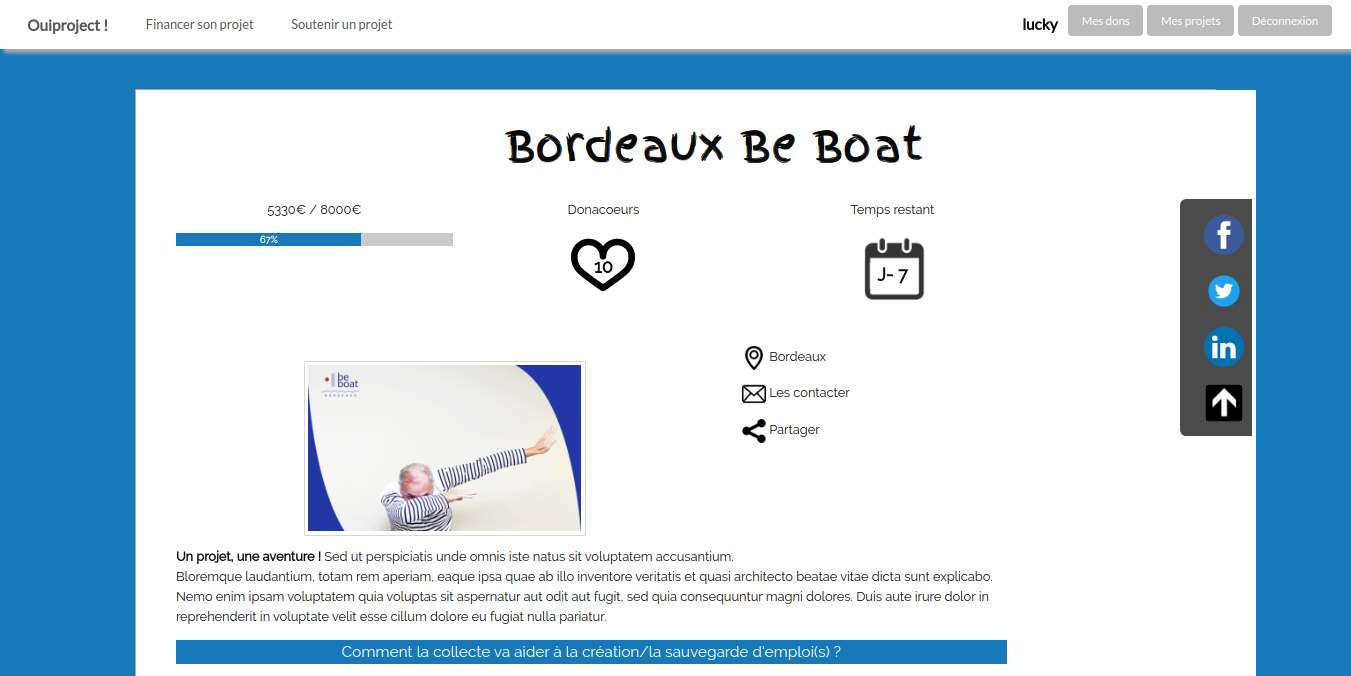 Ouiproject !
Financer son projet
Soutenir un projet
lucky
Mes dons
Mes projets
Déconnexion
Bordeaux Be Boat
5330€ / 8000€
Donacoeurs
Temps restant
67%
10
J- 7
f
in
be
boat
BORDEAUX
Bordeaux
Les contacter
Partager
Un projet, une aventure ! Sed ut perspiciatis unde omnis iste natus sit voluptatem accusantium.
Bloremque laudantium, totam rem aperiam, eaque ipsa quae ab illo inventore veritatis et quasi architecto beatae vitae dicta sunt explicabo.
Nemo enim ipsam voluptatem quia voluptas sit aspernatur aut odit aut fugit, sed quia consequuntur magni dolores. Duis aute irure dolor in
reprehenderit in voluptate velit esse cillum dolore eu fugiat nulla pariatur.
Comment la collecte va aider à la création/la sauvegarde d'emploi(s) ?